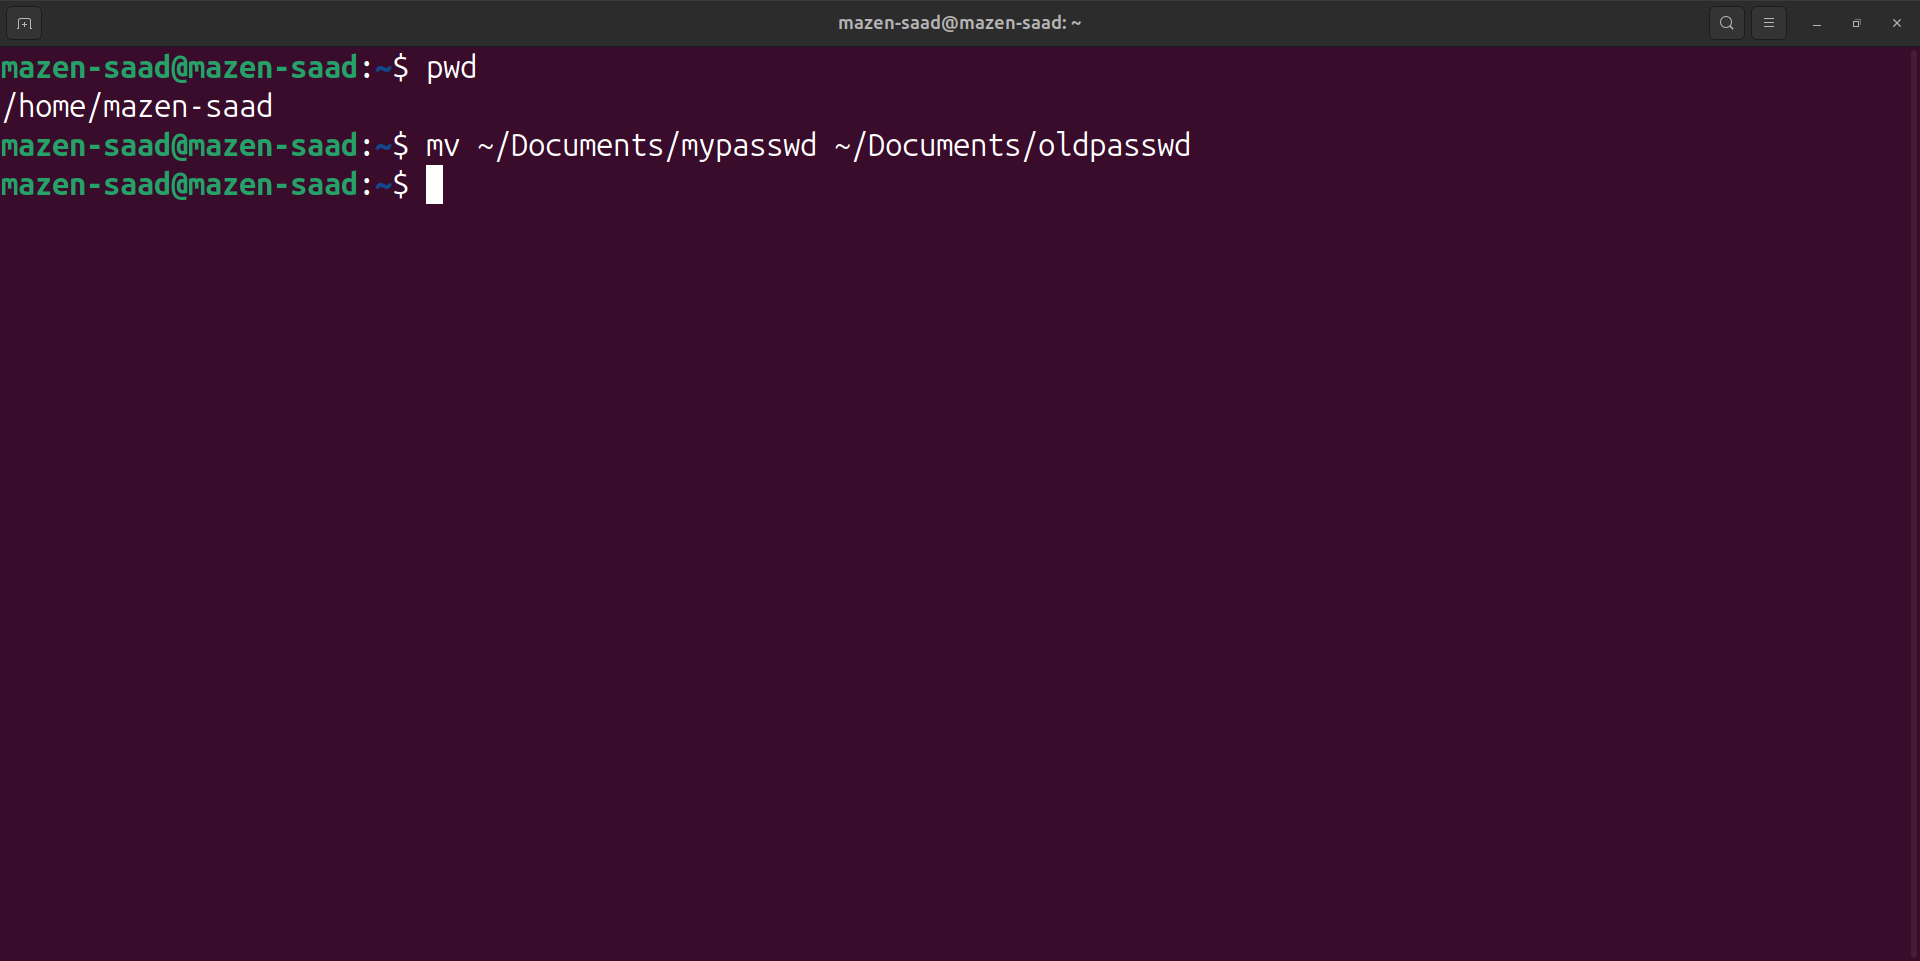 mazen-saad@mazen-saad: ~
mazen-saad@mazen-saad:~$ pwd
/home/mazen-saad
mazen-saad@mazen-saad:~$ mv ~/Documents/mypasswd ~/Documents/oldpasswd
mazen-saad@mazen-saad:~$